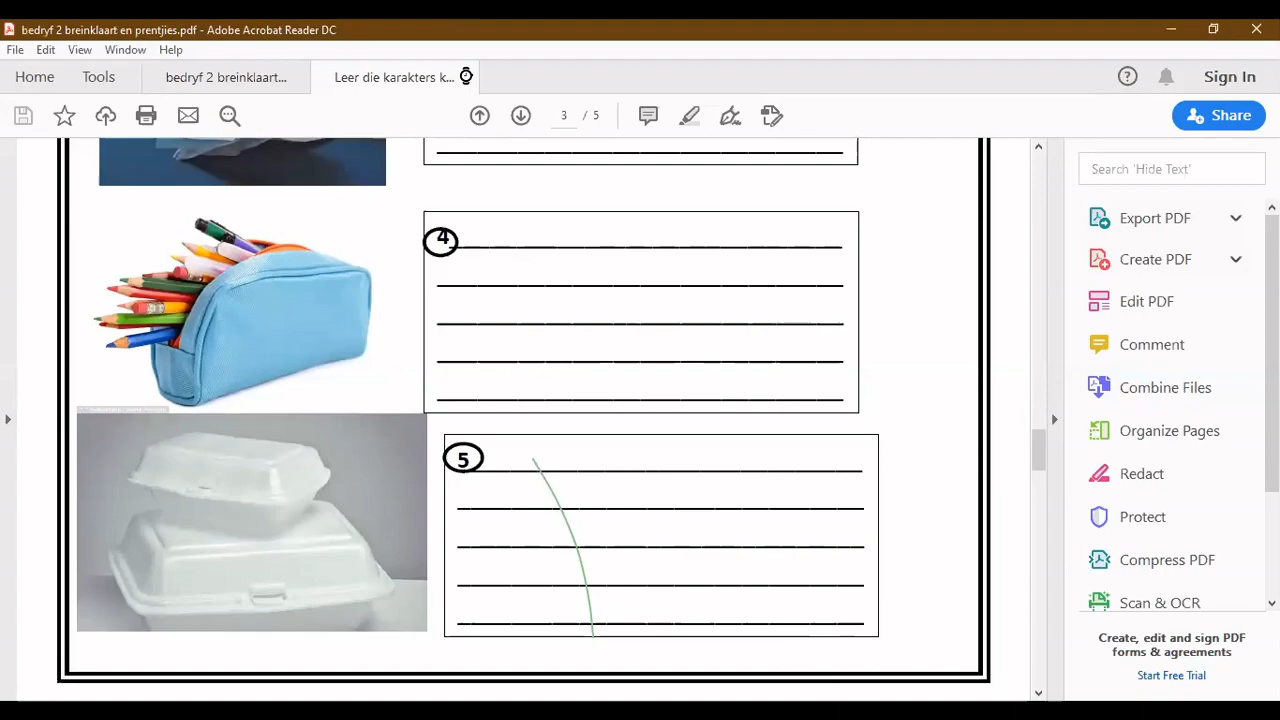 bedryf 2 breinklaart en prentjies.pdf - Adobe Acrobat Reader DC
File Edit View Window Help
Home Tools bedryf 2 breinklaart... Leer die karakters k... Sign In
3 / 5 Share
Search 'Hide Text'
Export PDF
Create PDF
Edit PDF
Comment
Combine Files
Organize Pages
Redact
Protect
Compress PDF
Scan & OCR
Create, edit and sign PDF
forms & agreements
Start Free Trial
4
5